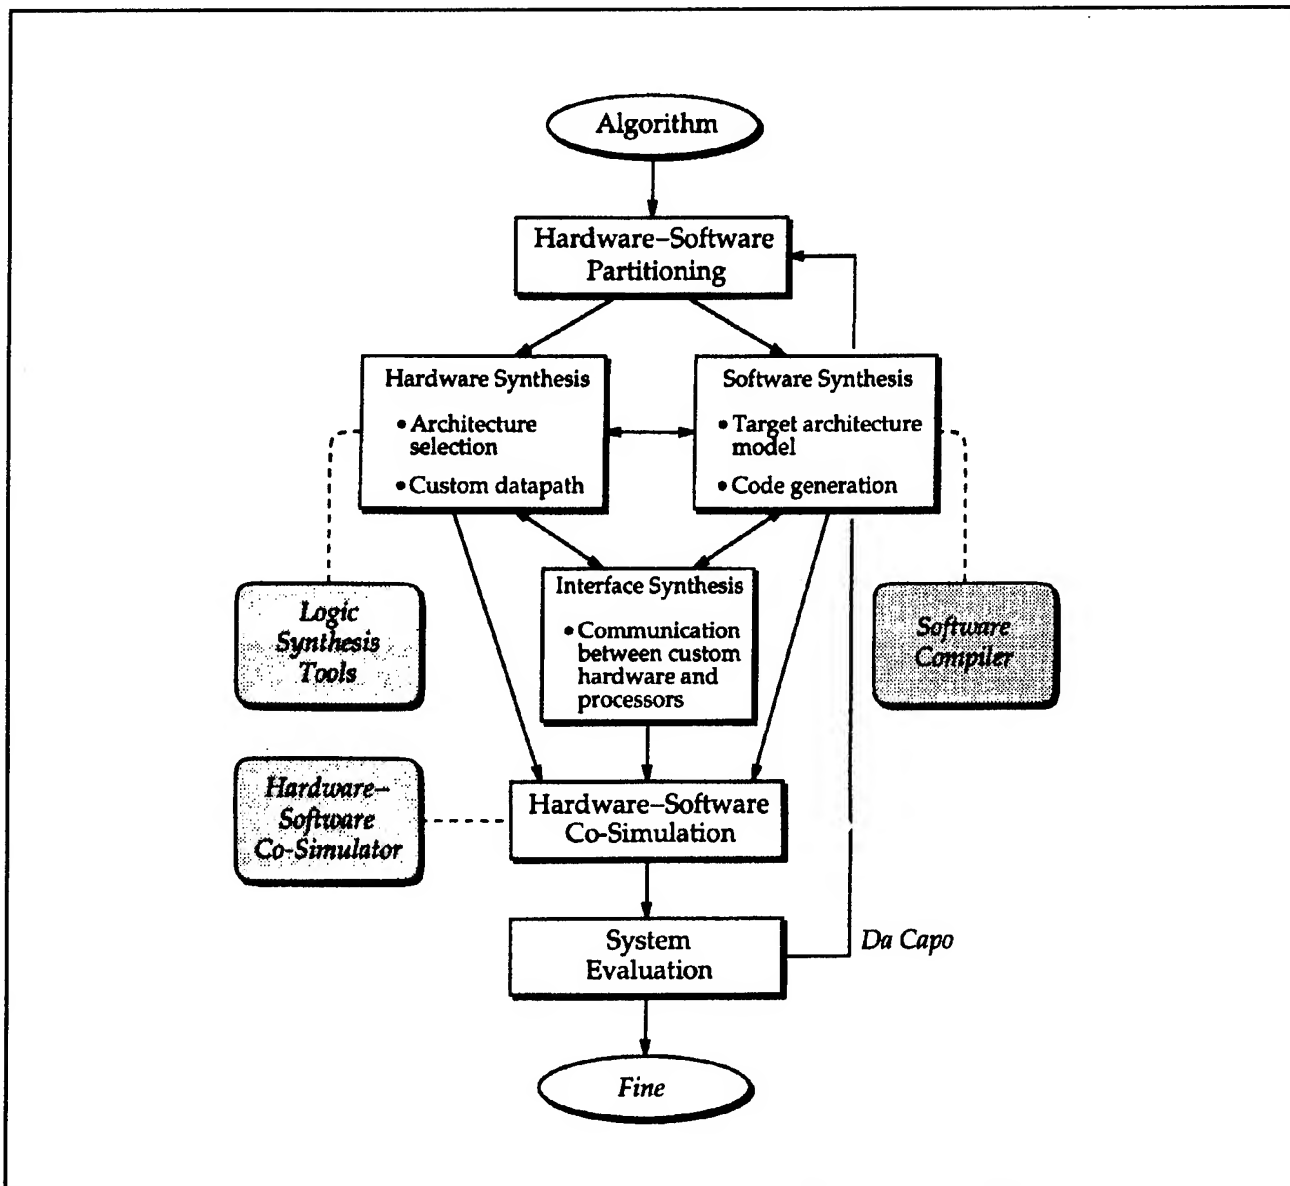 Algorithm
Hardware–Software
Partitioning
Hardware Synthesis
• Architecture
selection
• Custom datapath
Software Synthesis
• Target architecture
model
• Code generation
Logic
Synthesis
Tools
Interface Synthesis
• Communication
between custom
hardware and
processors
Software
Compiler
Hardware–
Software
Co-Simulator
Hardware–Software
Co-Simulation
System
Evaluation
Da Capo
Fine